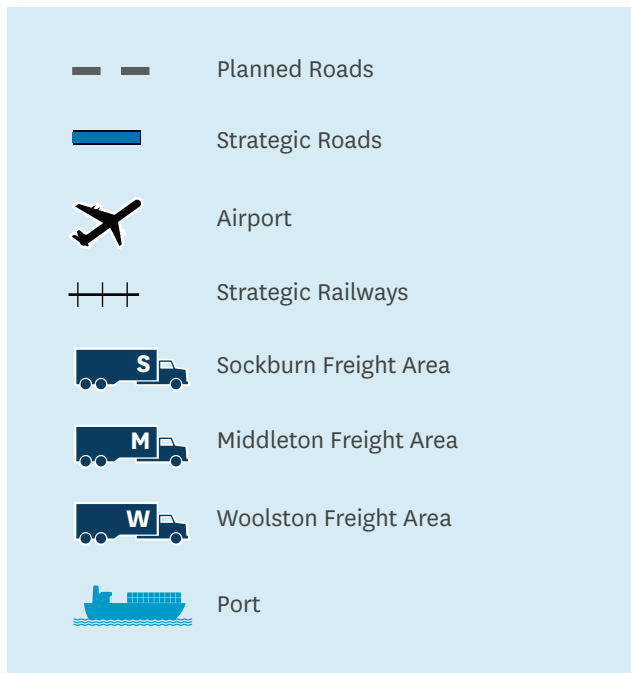 Planned Roads
Strategic Roads
Airport
Strategic Railways
S Sockburn Freight Area
M Middleton Freight Area
W Woolston Freight Area
Port